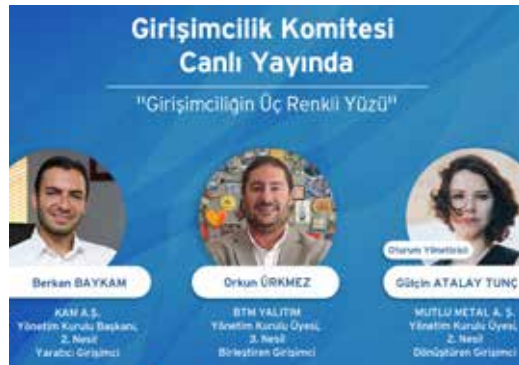 Girişimcilik Komitesi
Canlı Yayında
"Girişimciliğin Üç Renkli Yüzü"
Berkan BAYKAM
KAM A.Ş.
Yönetim Kurulu Başkanı,
2. Nesil
Yaratıcı Girişimci
Orkun ÜRKMEZ
BTM YALITIM
Yönetim Kurulu Üyesi,
3. Nesil
Birleştiren Girişimci
Oturum Yöneticisi
Gülçin ATALAY TUNÇ
MUTLU METAL A. Ş.
Yönetim Kurulu Üyesi,
2. Nesil
Dönüştüren Girişimci